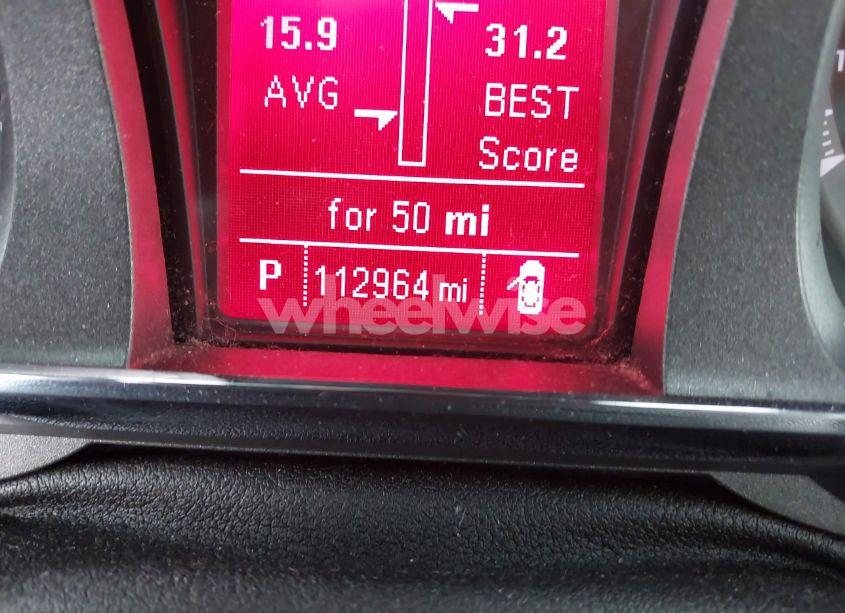 15.9
31.2
AVG
BEST
Score
for 50 mi
P 112964 mi
wheelwise